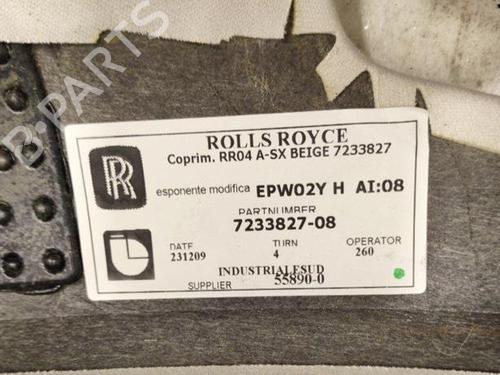 B-PARTS
ROLLS ROYCE
Coprim. RR04 A-SX BEIGE 7233827
RR
esponente modifica EPW02Y H AI:08
PARTNUMBER
7233827-08
DATE TURN OPERATOR
231209 4 260
INDUSTRIALESUD
SUPPLIER 55890-0